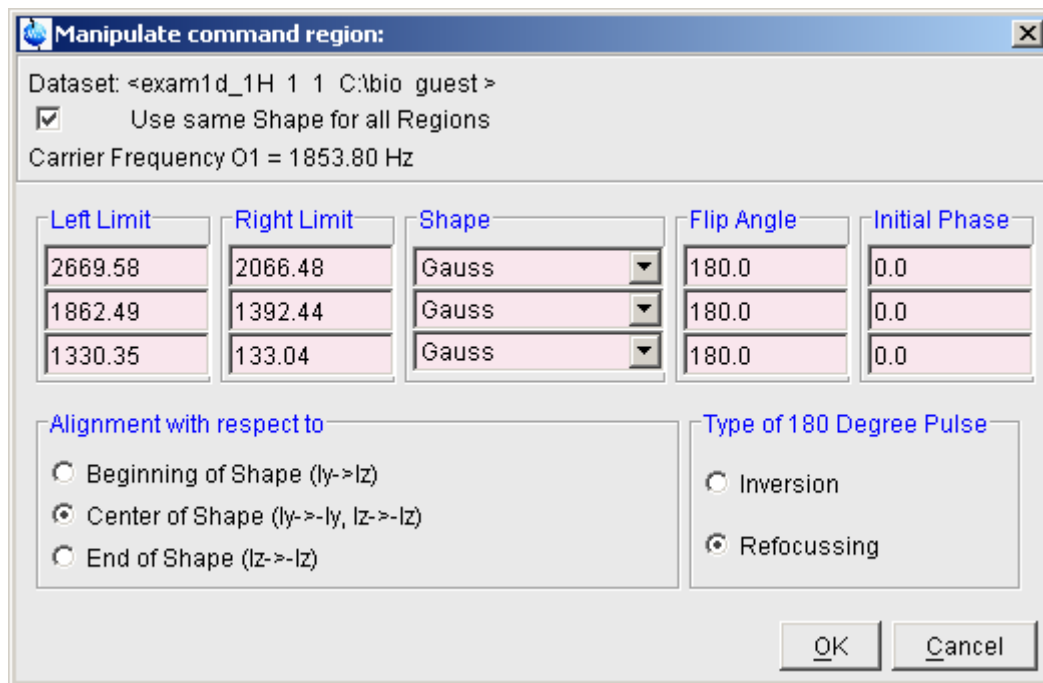 Manipulate command region:
Dataset: <exam1d_1H 1 1 C:\bio guest >
Use same Shape for all Regions
Carrier Frequency O1 = 1853.80 Hz
Left Limit Right Limit Shape Flip Angle Initial Phase
2669.58 2066.48 Gauss 180.0 0.0
1862.49 1392.44 Gauss 180.0 0.0
1330.35 133.04 Gauss 180.0 0.0
Alignment with respect to
Beginning of Shape (Iy->Iz)
Center of Shape (Iy->-Iy, Iz->-Iz)
End of Shape (Iz->-Iz)
Type of 180 Degree Pulse
Inversion
Refocussing
OK Cancel